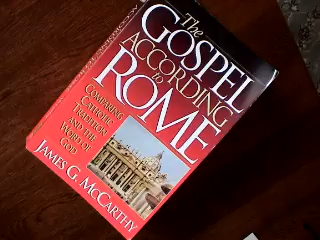 The
GOSPEL
ACCORDING
to
ROME
COMPARING
CATHOLIC
TRADITION
AND THE
WORD OF
GOD
JAMES G. MCCARTHY